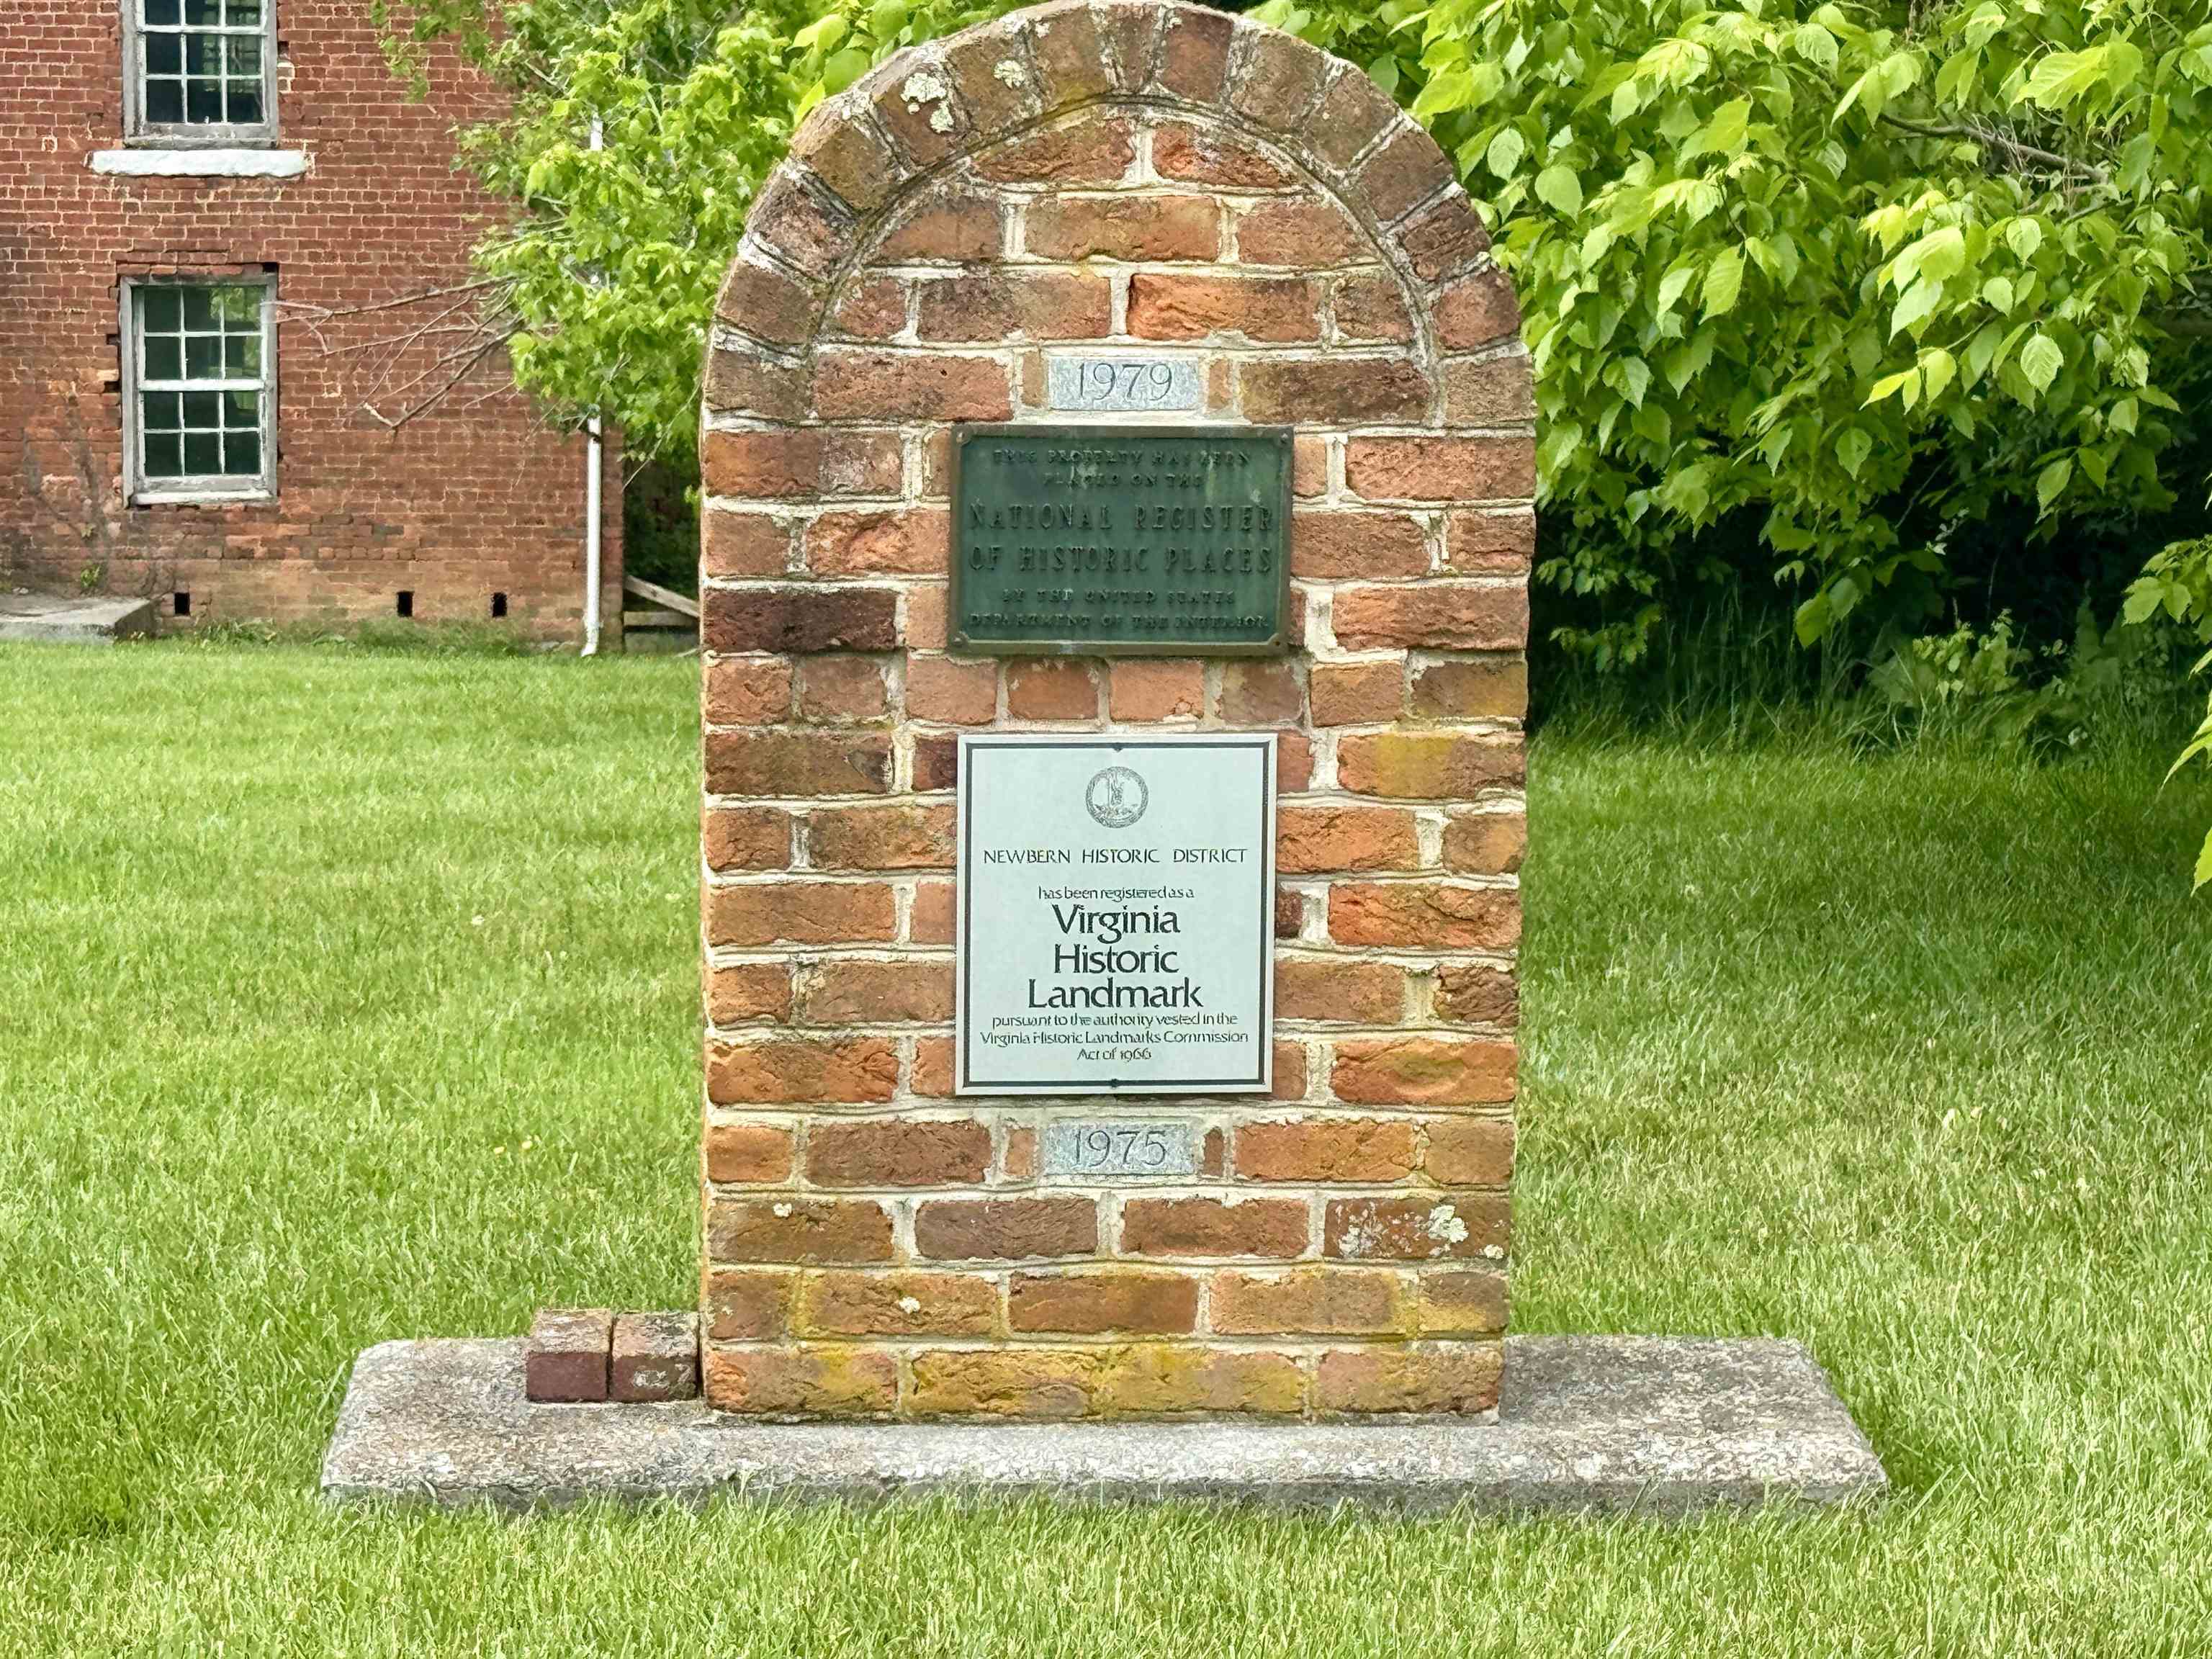 1979
THIS PROPERTY HAS BEEN
PLACED ON THE
NATIONAL REGISTER
OF HISTORIC PLACES
BY THE UNITED STATES
DEPARTMENT OF THE INTERIOR
NEWBERN HISTORIC DISTRICT
has been registered as a
Virginia
Historic
Landmark
pursuant to the authority vested in the
Virginia Historic Landmarks Commission
Act of 1966
1975